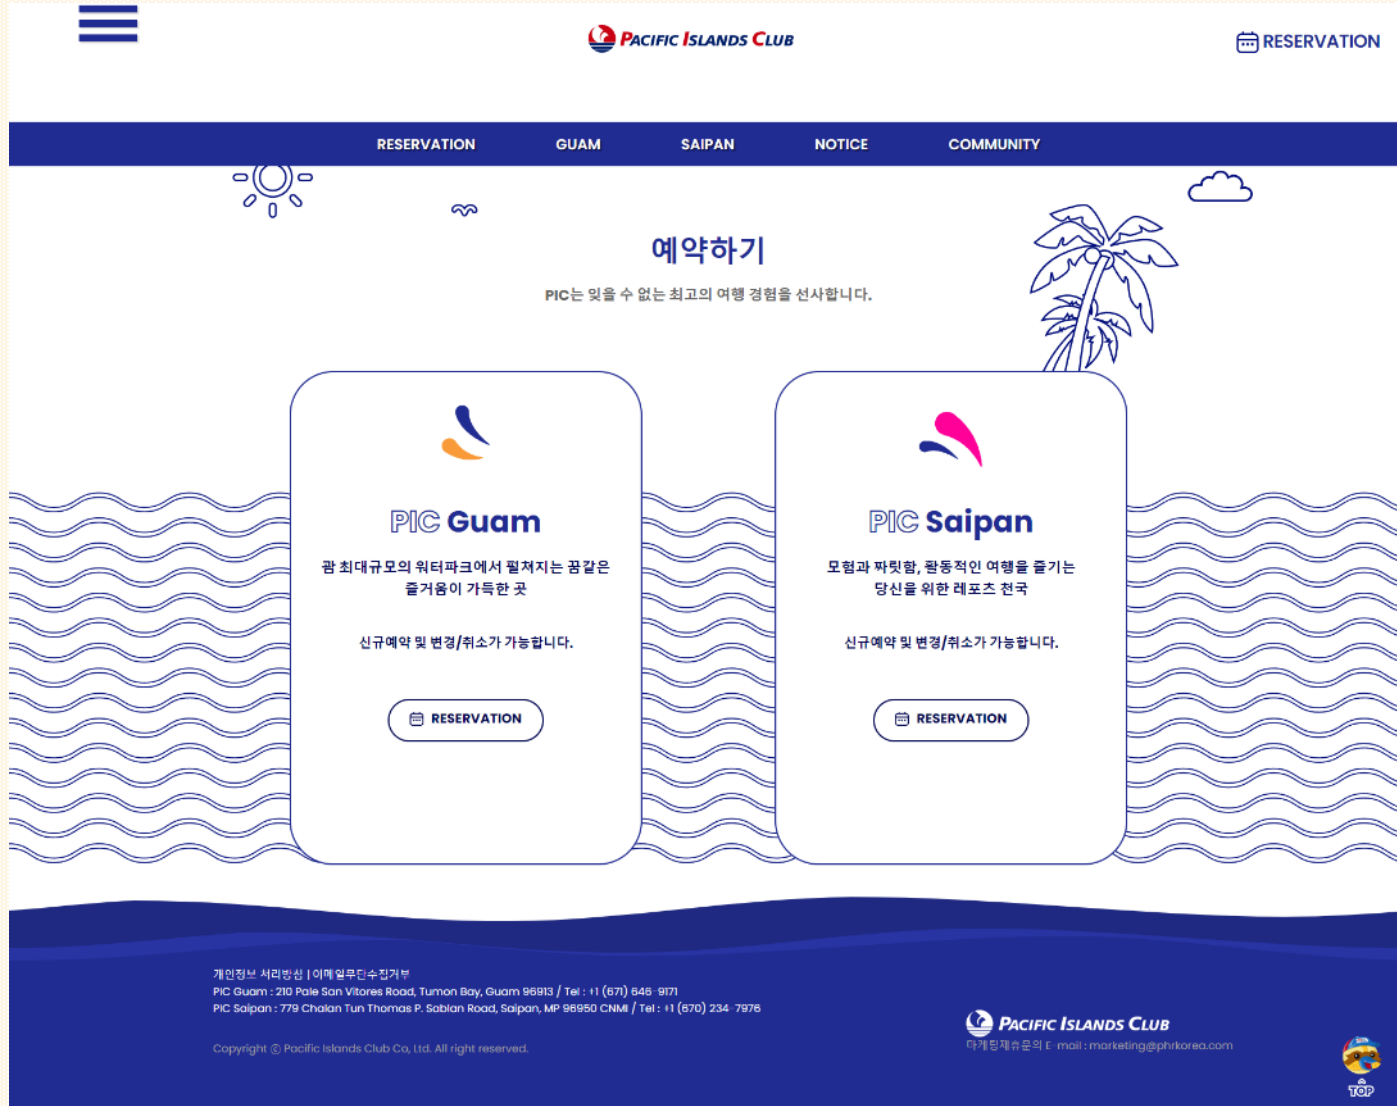 PACIFIC ISLANDS CLUB
RESERVATION
RESERVATION GUAM SAIPAN NOTICE COMMUNITY
예약하기
PIC는 잊을 수 없는 최고의 여행 경험을 선사합니다.
PIC Guam
괌 최대규모의 워터파크에서 펼쳐지는 꿈같은
즐거움이 가득한 곳
신규예약 및 변경/취소가 가능합니다.
RESERVATION
PIC Saipan
모험과 짜릿함, 활동적인 여행을 즐기는
당신을 위한 레포츠 천국
신규예약 및 변경/취소가 가능합니다.
RESERVATION
개인정보 처리방침 | 이메일무단수집거부
PIC Guam : 210 Pale San Vitores Road, Tumon Bay, Guam 96913 / Tel : +1 (671) 646-9171
PIC Saipan : 779 Chalan Tun Thomas P. Sablan Road, Saipan, MP 96950 CNMI / Tel : +1 (670) 234-7976
Copyright ⓒ Pacific Islands Club Co, Ltd. All right reserved.
PACIFIC ISLANDS CLUB
마케팅제휴문의 E-mail : marketing@phrkorea.com
TOP